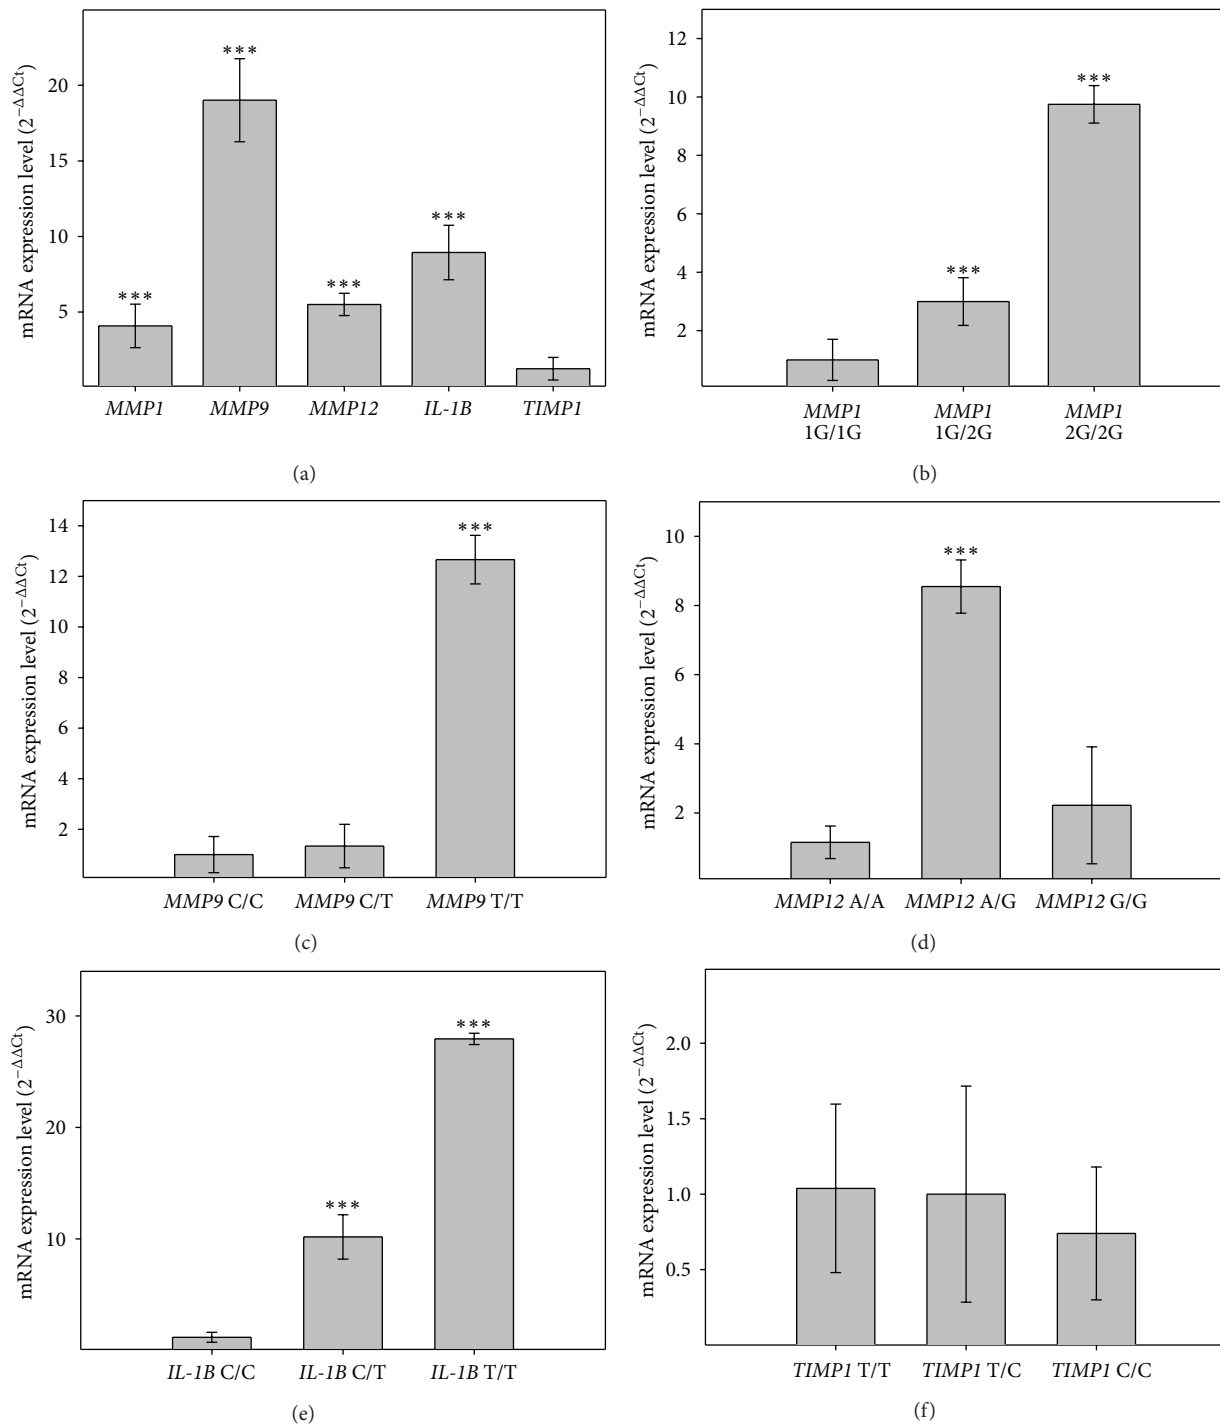 mRNA expression level (2^−ΔΔCt)
20
15
10
5
***
***
***
***
MMP1 MMP9 MMP12 IL-1B TIMP1
(a)
mRNA expression level (2^−ΔΔCt)
12
10
8
6
4
2
***
***
MMP1 MMP1 MMP1
1G/1G 1G/2G 2G/2G
(b)
mRNA expression level (2^−ΔΔCt)
14
12
10
8
6
4
2
***
MMP9 C/C MMP9 C/T MMP9 T/T
(c)
mRNA expression level (2^−ΔΔCt)
10
8
6
4
2
***
MMP12 A/A MMP12 A/G MMP12 G/G
(d)
mRNA expression level (2^−ΔΔCt)
30
20
10
***
***
IL-1B C/C IL-1B C/T IL-1B T/T
(e)
mRNA expression level (2^−ΔΔCt)
2.0
1.5
1.0
0.5
TIMP1 T/T TIMP1 T/C TIMP1 C/C
(f)